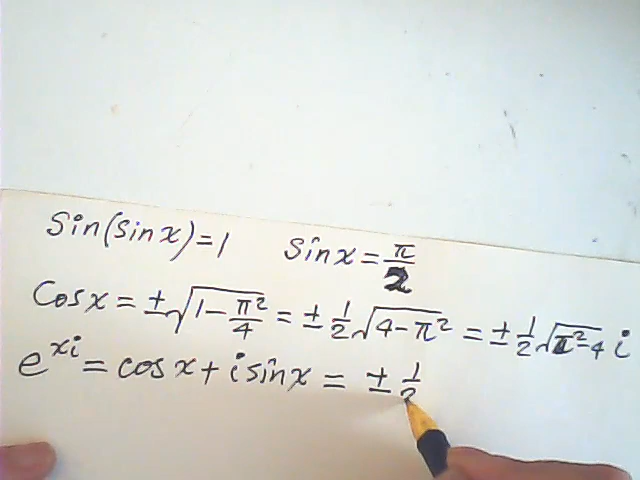 Sin(sinx)=1 sinx=π/2
Cosx=±√(1-π²/4)=±1/2√(4-π²)=±1/2√(π²-4) i
e^xi=cosx+isinx=±1/2